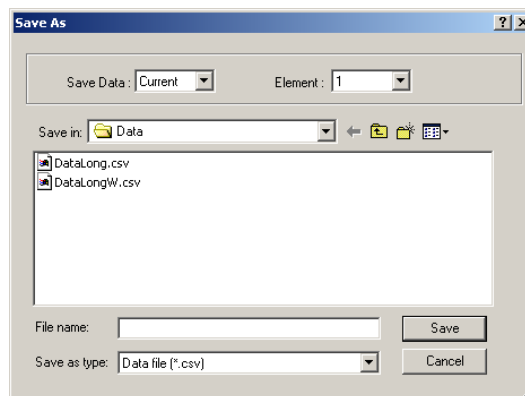 Save As
Save Data : Current Element : 1
Save in: Data
DataLong.csv
DataLongW.csv
File name: Save
Save as type: Data file (*.csv) Cancel